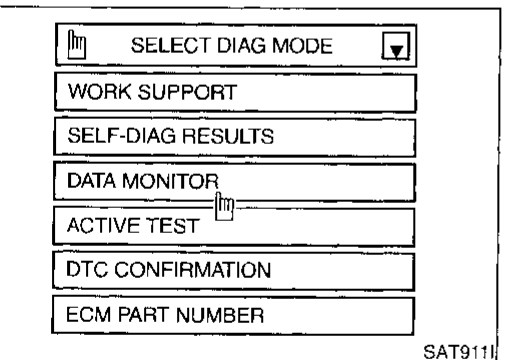 SELECT DIAG MODE
WORK SUPPORT
SELF-DIAG RESULTS
DATA MONITOR
ACTIVE TEST
DTC CONFIRMATION
ECM PART NUMBER
SAT911I